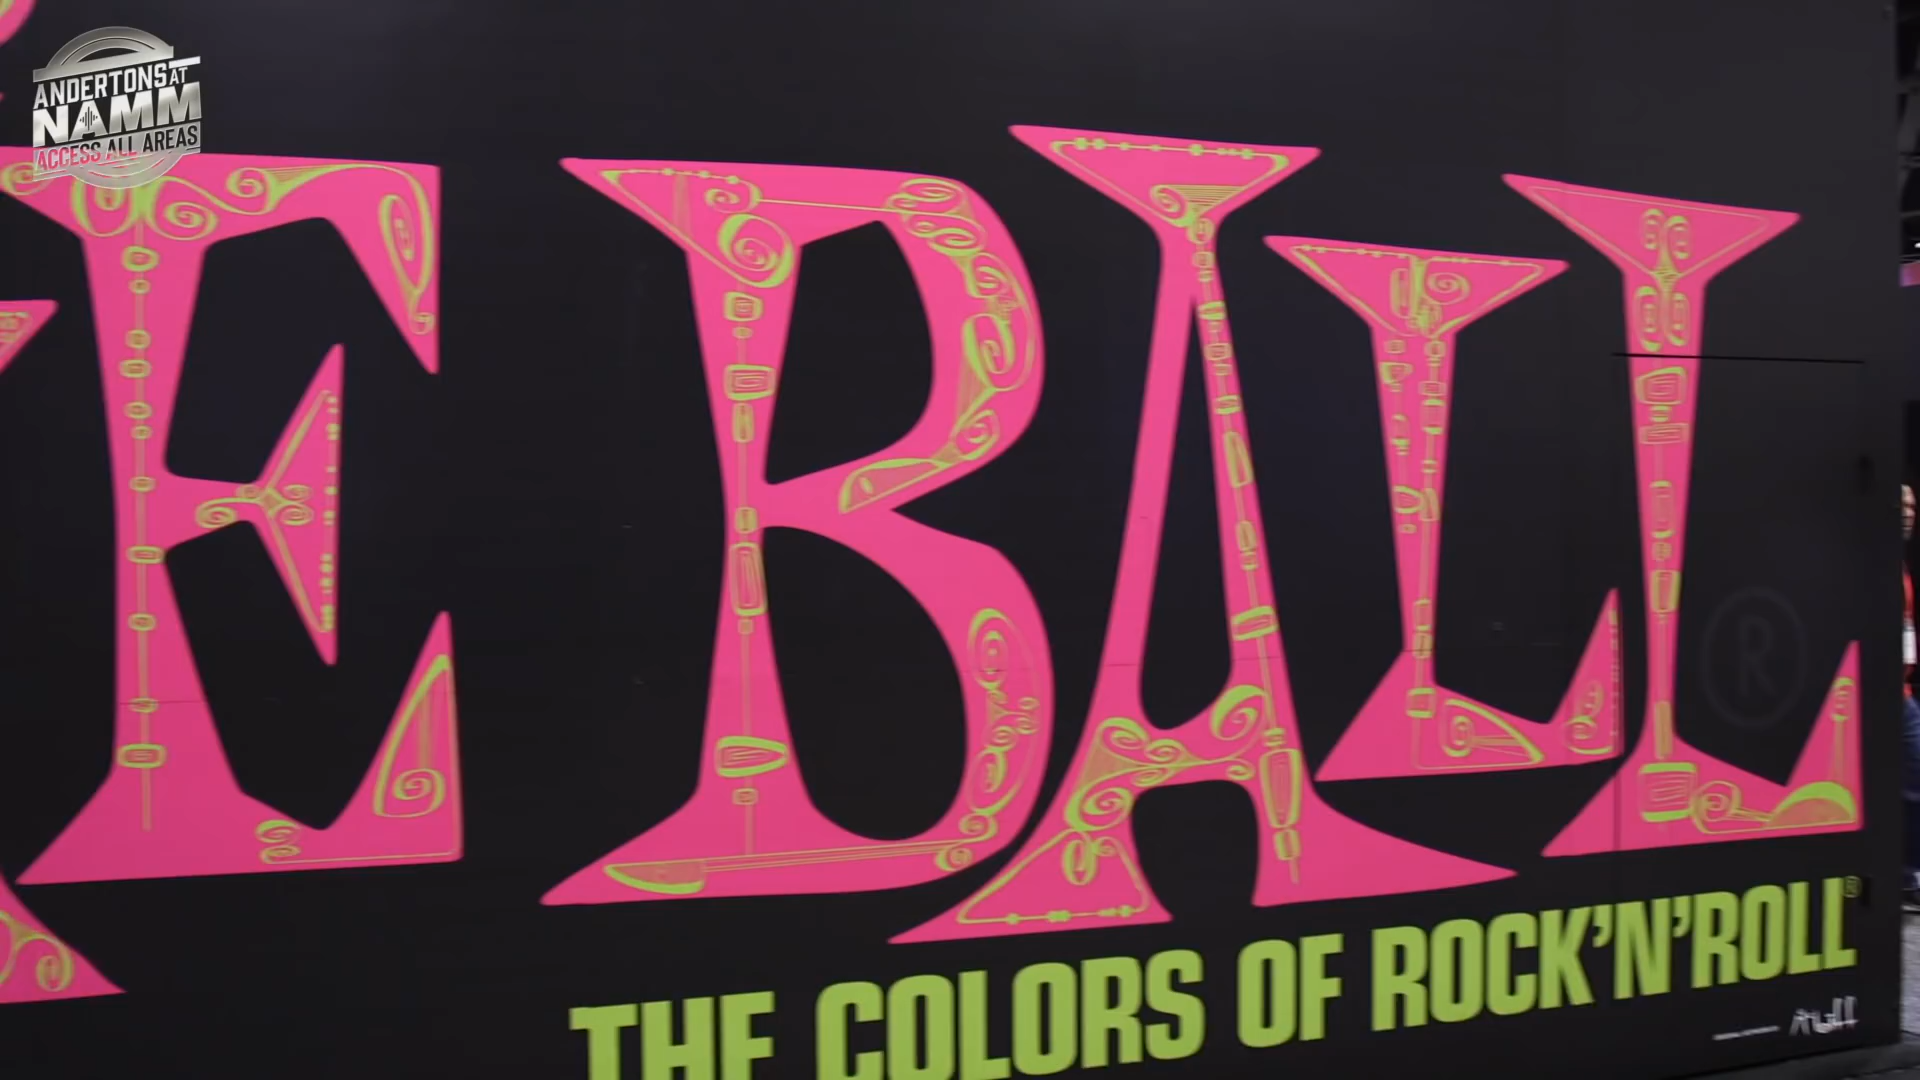 ANDERTONS AT
NAMM
ACCESS ALL AREAS
E BALL
®
THE COLORS OF ROCK'N'ROLL®